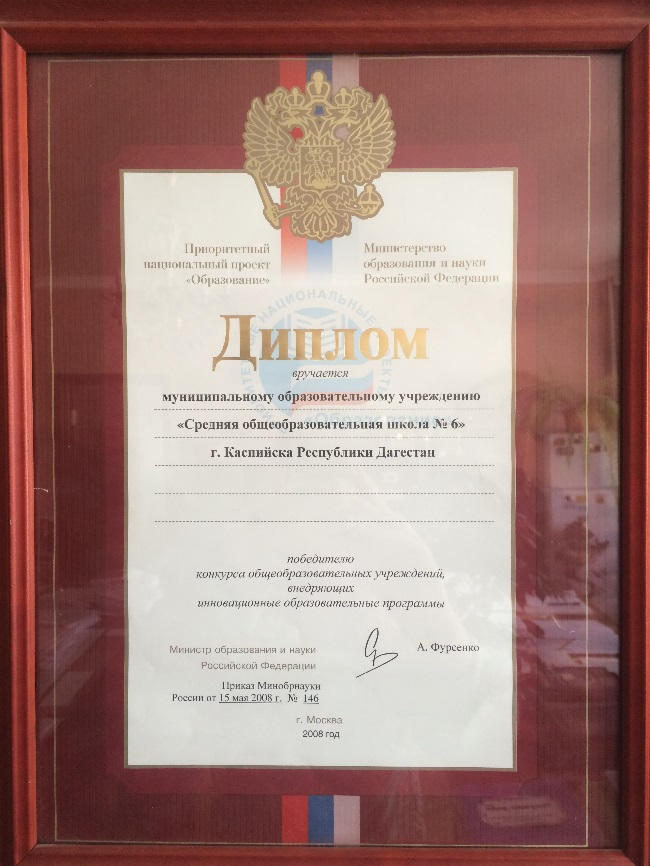 Приоритетный
национальный проект
«Образование»
Министерство
образования и науки
Российской Федерации
Диплом
вручается
муниципальному образовательному учреждению
«Средняя общеобразовательная школа № 6»
г. Каспийска Республики Дагестан
победителю
конкурса общеобразовательных учреждений,
внедряющих
инновационные образовательные программы
Министр образования и науки
Российской Федерации
А. Фурсенко
Приказ Минобрнауки
России от 15 мая 2008 г. № 146
г. Москва
2008 год